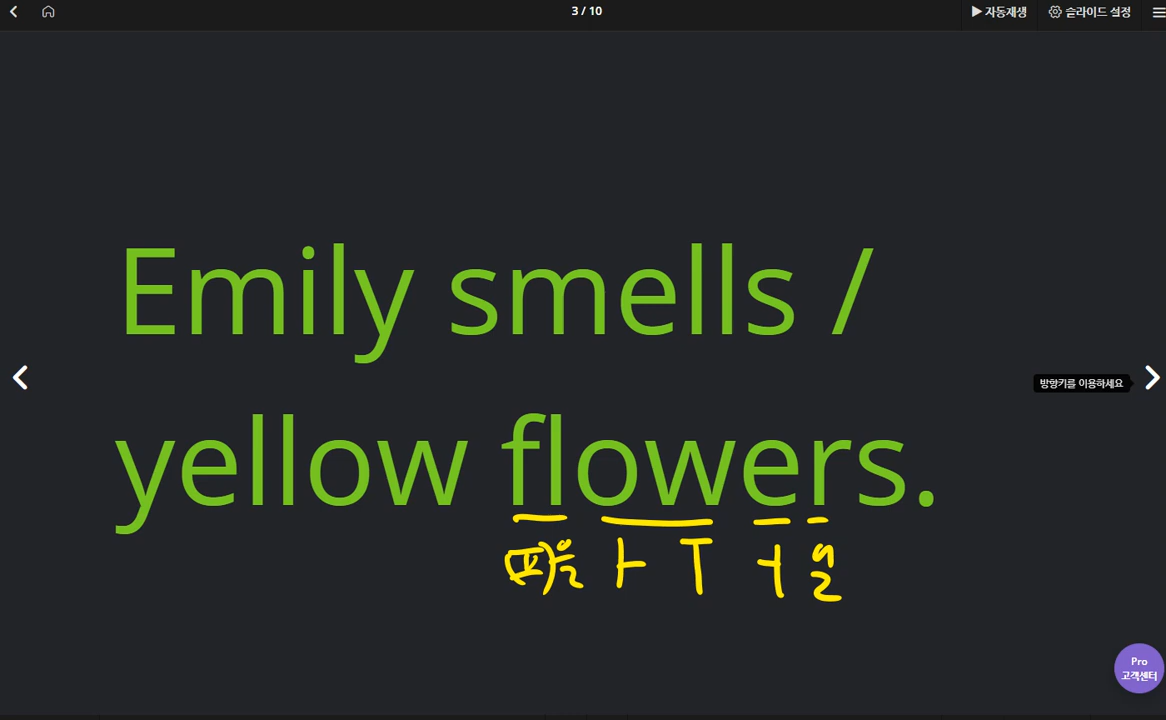 3 / 10
▶ 자동재생
슬라이드 설정
Emily smells /
방향키를 이용하세요
yellow flowers.
ㅏ ㅜ ㅓ
Pro
고객센터